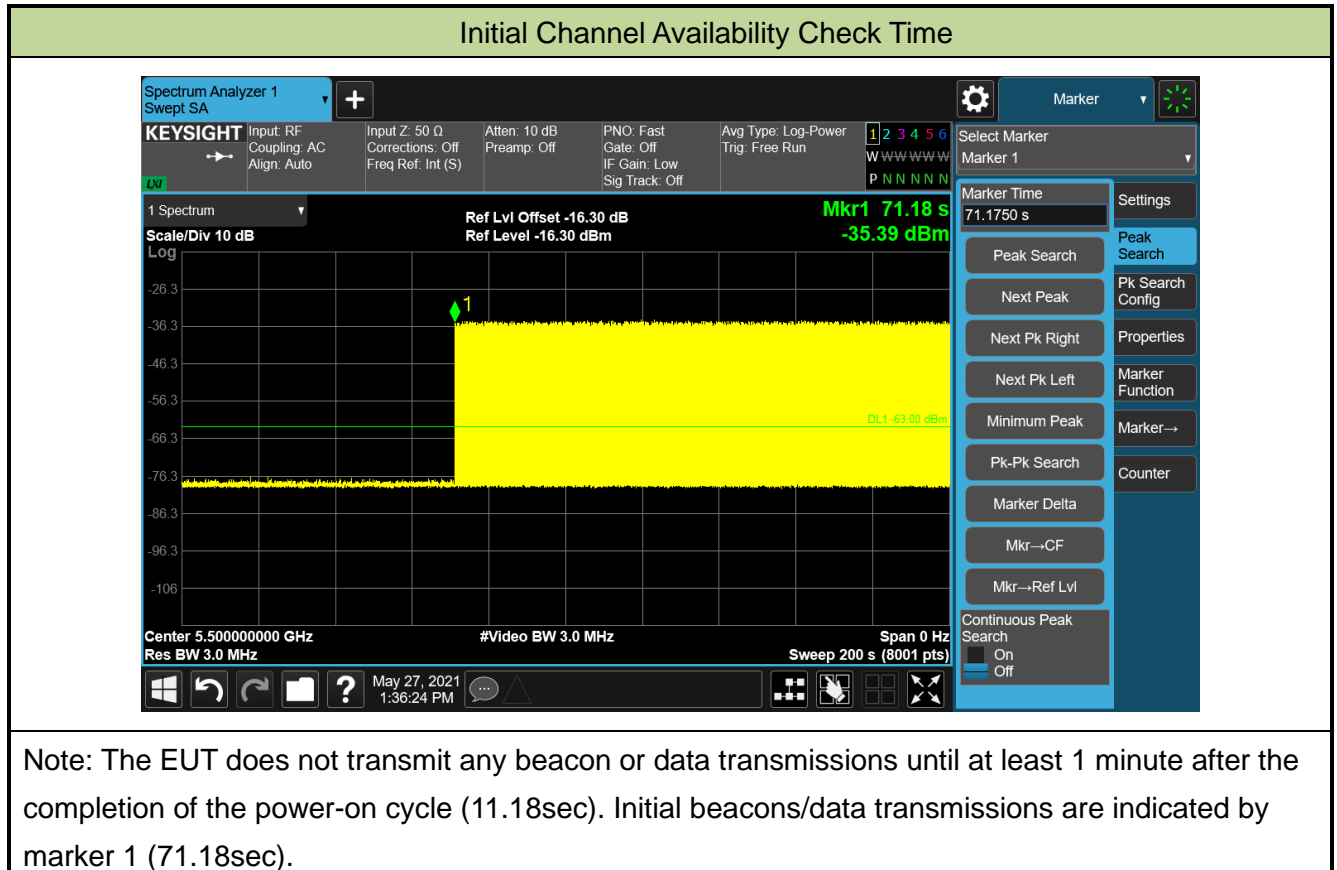 Initial Channel Availability Check Time
Spectrum Analyzer 1
Swept SA
Marker
KEYSIGHT
LXI
Input: RF
Coupling: AC
Align: Auto
Input Z: 50 Ω
Corrections: Off
Freq Ref: Int (S)
Atten: 10 dB
Preamp: Off
PNO: Fast
Gate: Off
IF Gain: Low
Sig Track: Off
Avg Type: Log-Power
Trig: Free Run
1 2 3 4 5 6
W W W W W W
P N N N N N
Select Marker
Marker 1
1 Spectrum
Scale/Div 10 dB
Ref Lvl Offset -16.30 dB
Ref Level -16.30 dBm
Mkr1 71.18 s
-35.39 dBm
Log
-26.3
-36.3
-46.3
-56.3
-66.3
-76.3
-86.3
-96.3
-106
1
DL1 -63.00 dBm
Center 5.500000000 GHz
Res BW 3.0 MHz
#Video BW 3.0 MHz
Span 0 Hz
Sweep 200 s (8001 pts)
Marker Time
71.1750 s
Peak Search
Next Peak
Next Pk Right
Next Pk Left
Minimum Peak
Pk-Pk Search
Marker Delta
Mkr→CF
Mkr→Ref Lvl
Continuous Peak
Search
On
Off
Settings
Peak
Search
Pk Search
Config
Properties
Marker
Function
Marker→
Counter
?
May 27, 2021
1:36:24 PM
Note: The EUT does not transmit any beacon or data transmissions until at least 1 minute after the
completion of the power-on cycle (11.18sec). Initial beacons/data transmissions are indicated by
marker 1 (71.18sec).